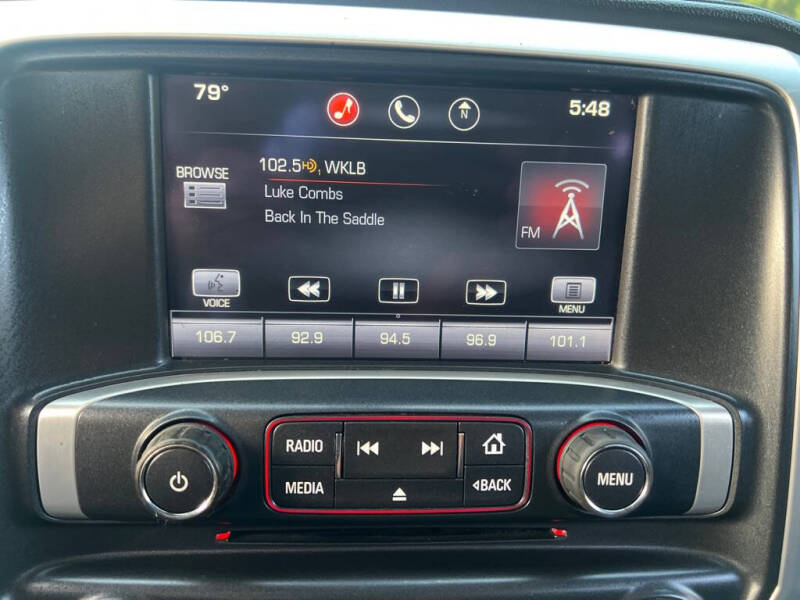 79°
N
5:48
BROWSE
102.5HD, WKLB
Luke Combs
Back In The Saddle
FM
VOICE
MENU
106.7
92.9
94.5
96.9
101.1
RADIO
MEDIA
BACK
MENU